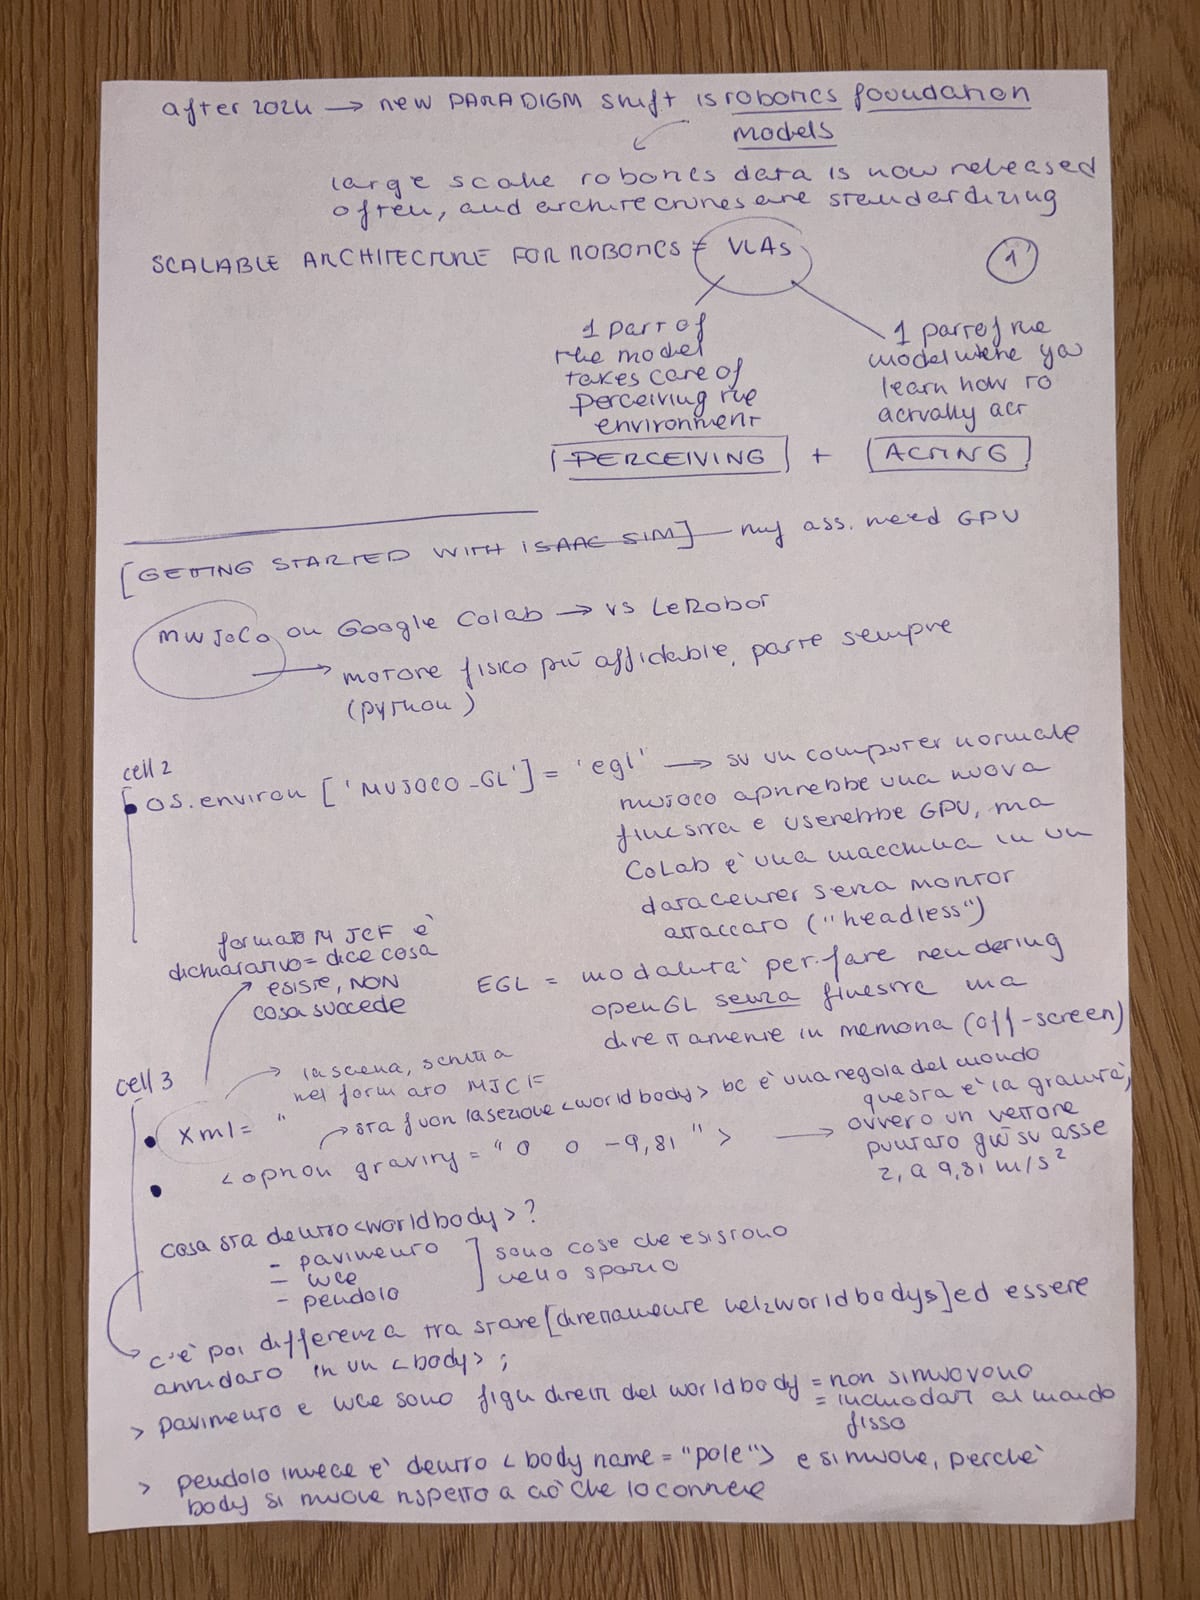 after 2024 → new PARADIGM shift is robotics foundation
models
large scale robotics data is now released
often, and architectures are standardizing
SCALABLE ARCHITECTURE FOR ROBOTICS = VLAs
1
1 part of
the model
takes care of
perceiving the
environment
[PERCEIVING]
+
1 part of the
model where you
learn how to
actually act
[ACTING]
[GETTING STARTED WITH ISAAC SIM] — my ass. need GPU
MuJoCo on Google Colab → vs LeRobot
→ motore fisico più affidabile, parte sempre
(python)
cell 2
• os.environ ['MUJOCO_GL'] = 'egl' → su un computer normale
mujoco aprirebbe una nuova
finestra e userebbe GPU, ma
CoLab è una macchina in un
datacenter senza monitor
attaccato ("headless")
EGL = modalità per fare rendering
openGL senza finestre ma
direttamente in memoria (off-screen)
formato MJCF è
dichiarativo = dice cosa
esiste, NON
cosa succede
cell 3
→ la scena, scritta
nel formato MJCF
• xml = "
→ sta fuori la sezione <worldbody> bc è una regola del mondo
• <option gravity = "0 0 -9,81 "> →
questa è la gravità,
ovvero un vettore
puntato giù su asse
z, a 9,81 m/s²
cosa sta dentro <worldbody>?
- pavimento
- luce
- pendolo
] sono cose che esistono
nello spazio
c'è poi differenza tra stare [direttamente nel <worldbody>] ed essere
annidato in un <body> ;
> pavimento e luce sono figli diretti del worldbody = non si muovono
= inchiodati al mondo
fisso
> pendolo invece è dentro <body name = "pole"> e si muove, perché
body si muove rispetto a ciò che lo contiene